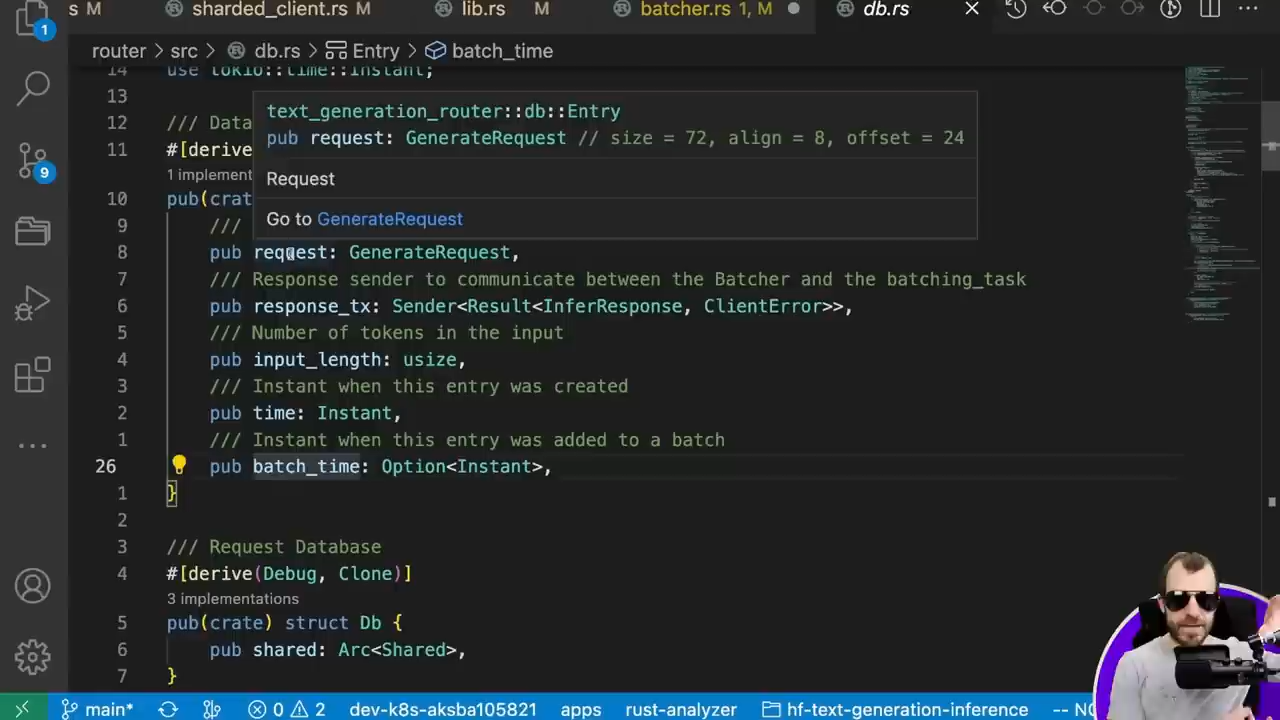 s M sharded_client.rs M lib.rs M batcher.rs 1, M db.rs
1
router > src > db.rs > Entry > batch_time
14 use tokio::time::Instant;
13
text_generation_router::db::Entry
12 /// Data
pub request: GenerateRequest // size = 72, align = 8, offset = 24
11 #[derive
1 implement
Request
10 pub(crat
9 ///
Go to GenerateRequest
9
8 pub request: GenerateRequest,
7 /// Response sender to communicate between the Batcher and the batching_task
6 pub response_tx: Sender<Result<InferResponse, ClientError>>,
5 /// Number of tokens in the input
4 pub input_length: usize,
3 /// Instant when this entry was created
2 pub time: Instant,
1 /// Instant when this entry was added to a batch
26 pub batch_time: Option<Instant>,
1 }
2
3 /// Request Database
4 #[derive(Debug, Clone)]
3 implementations
5 pub(crate) struct Db {
6 pub shared: Arc<Shared>,
7 }
main* 0 2 dev-k8s-aksba105821 apps rust-analyzer hf-text-generation-inference -- NO